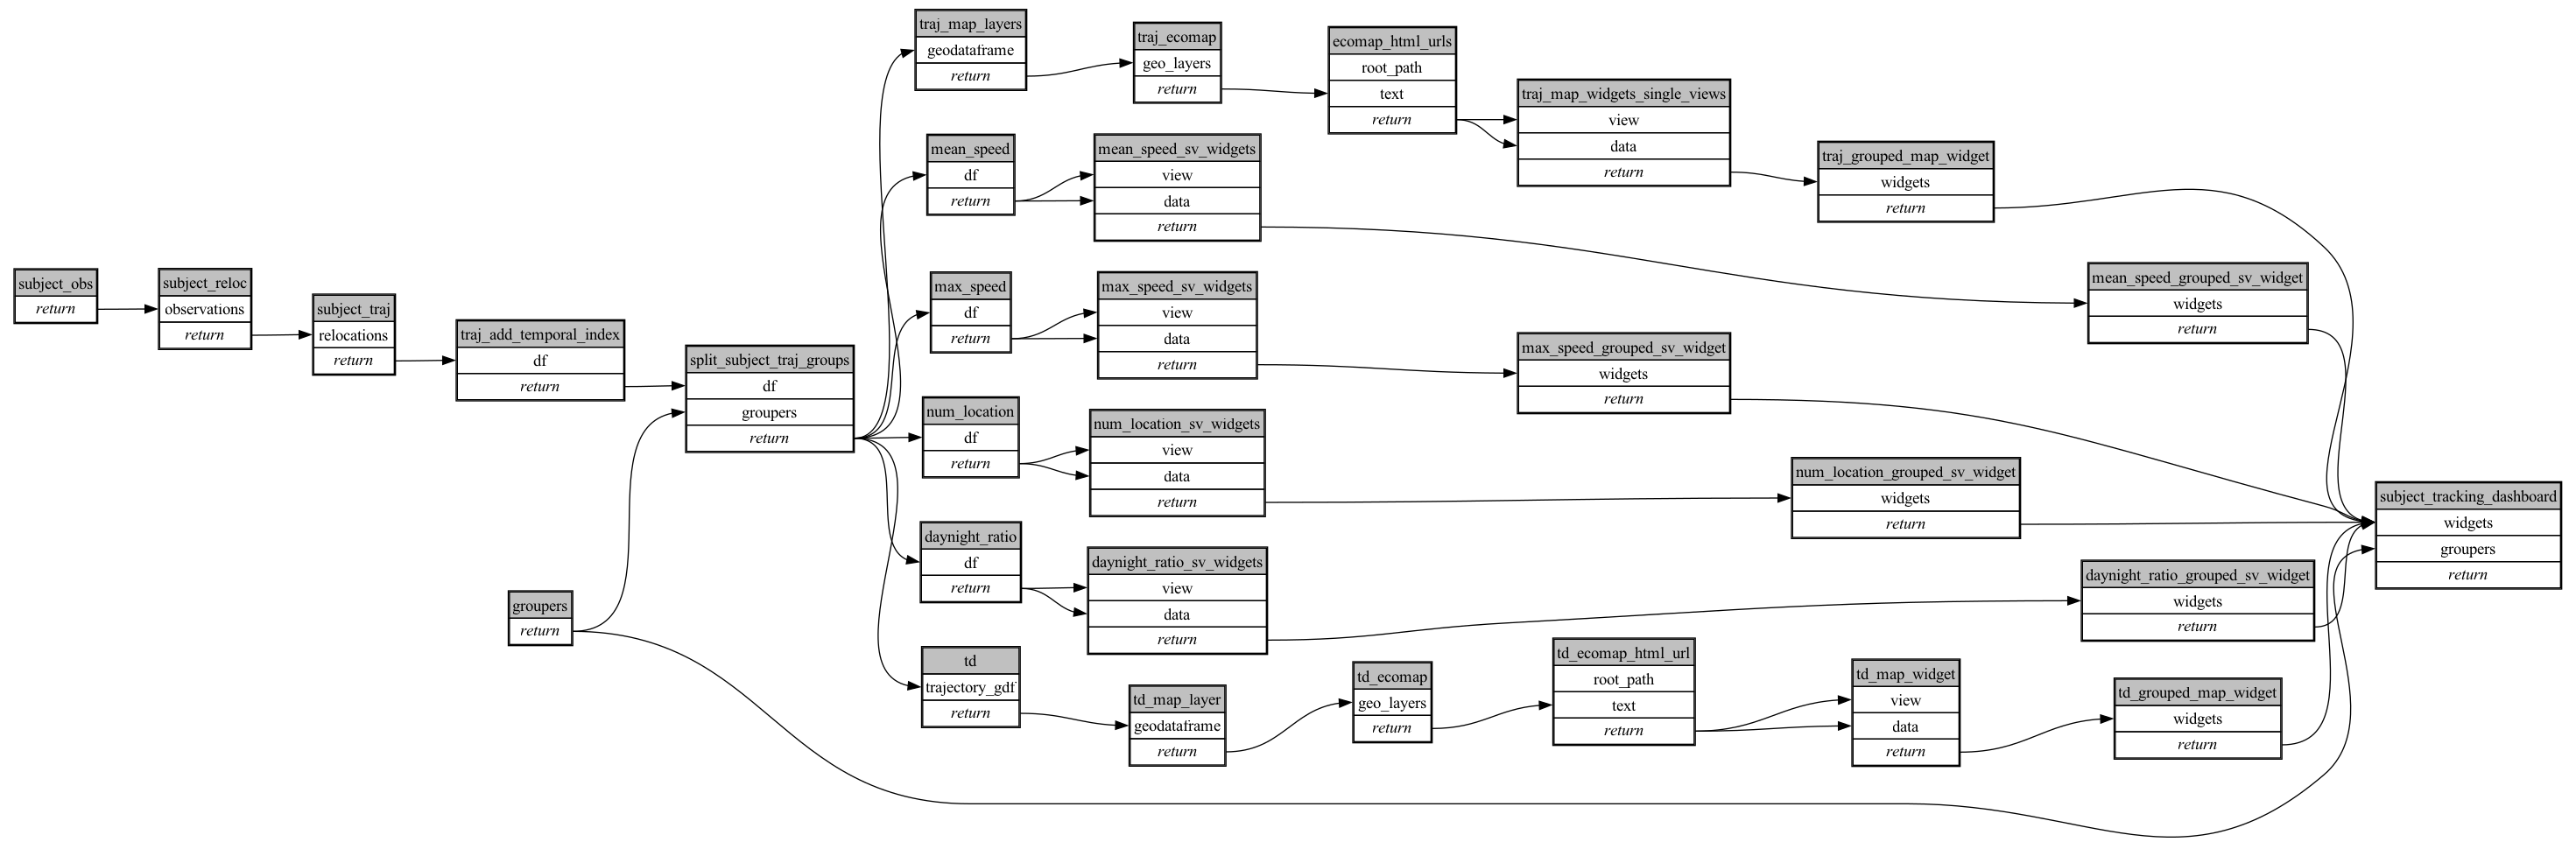 subject_obs
return
subject_reloc
observations
return
subject_traj
relocations
return
traj_add_temporal_index
df
return
groupers
return
split_subject_traj_groups
df
groupers
return
traj_map_layers
geodataframe
return
mean_speed
df
return
max_speed
df
return
num_location
df
return
daynight_ratio
df
return
td
trajectory_gdf
return
traj_ecomap
geo_layers
return
mean_speed_sv_widgets
view
data
return
max_speed_sv_widgets
view
data
return
num_location_sv_widgets
view
data
return
daynight_ratio_sv_widgets
view
data
return
td_map_layer
geodataframe
return
ecomap_html_urls
root_path
text
return
td_ecomap
geo_layers
return
traj_map_widgets_single_views
view
data
return
max_speed_grouped_sv_widget
widgets
return
td_ecomap_html_url
root_path
text
return
traj_grouped_map_widget
widgets
return
num_location_grouped_sv_widget
widgets
return
td_map_widget
view
data
return
mean_speed_grouped_sv_widget
widgets
return
daynight_ratio_grouped_sv_widget
widgets
return
td_grouped_map_widget
widgets
return
subject_tracking_dashboard
widgets
groupers
return